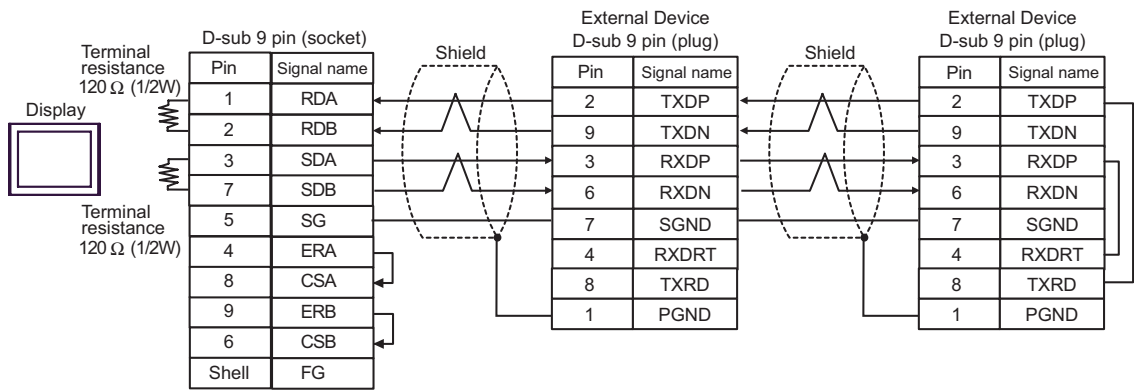 Display
Terminal
resistance
120 Ω (1/2W)
Terminal
resistance
120 Ω (1/2W)
D-sub 9 pin (socket)
Pin Signal name
1 RDA
2 RDB
3 SDA
7 SDB
5 SG
4 ERA
8 CSA
9 ERB
6 CSB
Shell FG
Shield
External Device
D-sub 9 pin (plug)
Pin Signal name
2 TXDP
9 TXDN
3 RXDP
6 RXDN
7 SGND
4 RXDRT
8 TXRD
1 PGND
Shield
External Device
D-sub 9 pin (plug)
Pin Signal name
2 TXDP
9 TXDN
3 RXDP
6 RXDN
7 SGND
4 RXDRT
8 TXRD
1 PGND